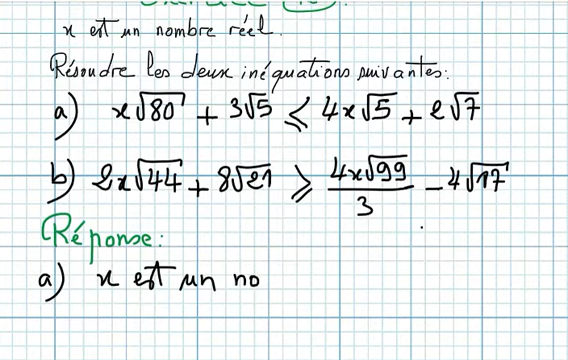 x est un nombre réel.
Résoudre les deux inéquations suivantes:
a) x√80 + 3√5 ≤ 4x√5 + 2√7
b) 2x√44 + 8√21 ≥ 4x√99/3 - 4√17
Réponse:
a) x est un no